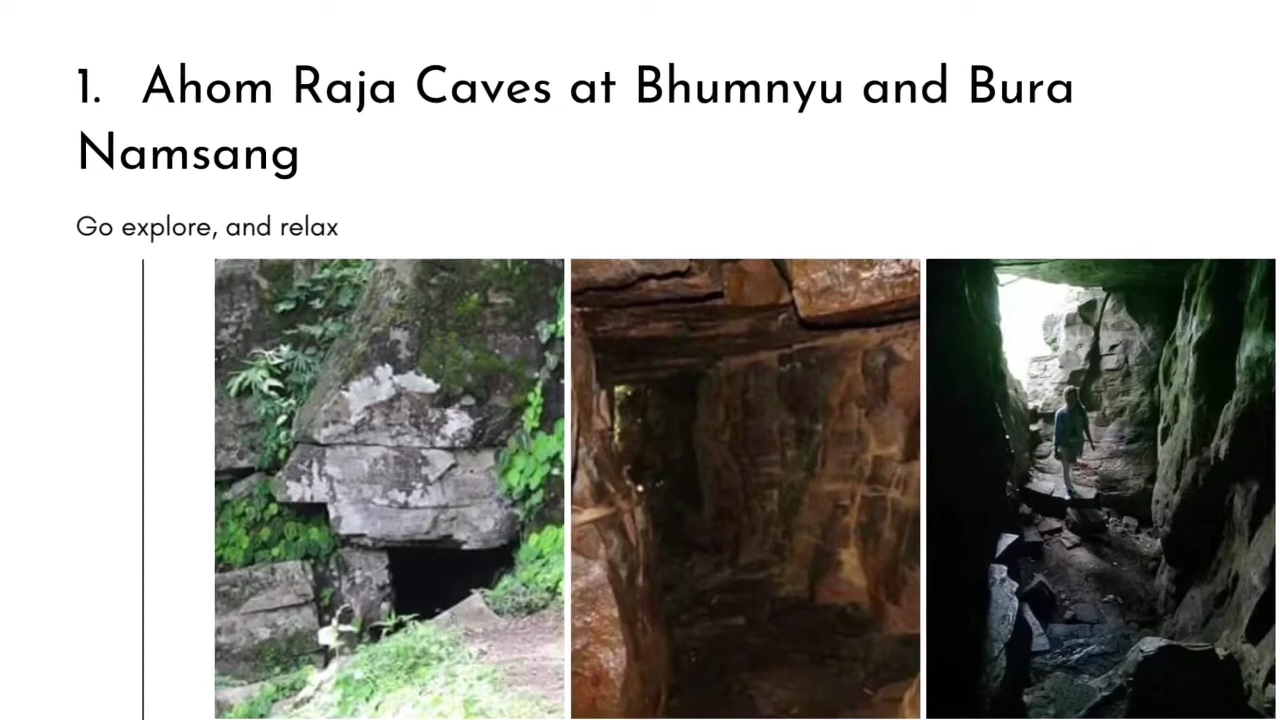 1. Ahom Raja Caves at Bhumnyu and Bura
Namsang
Go explore, and relax